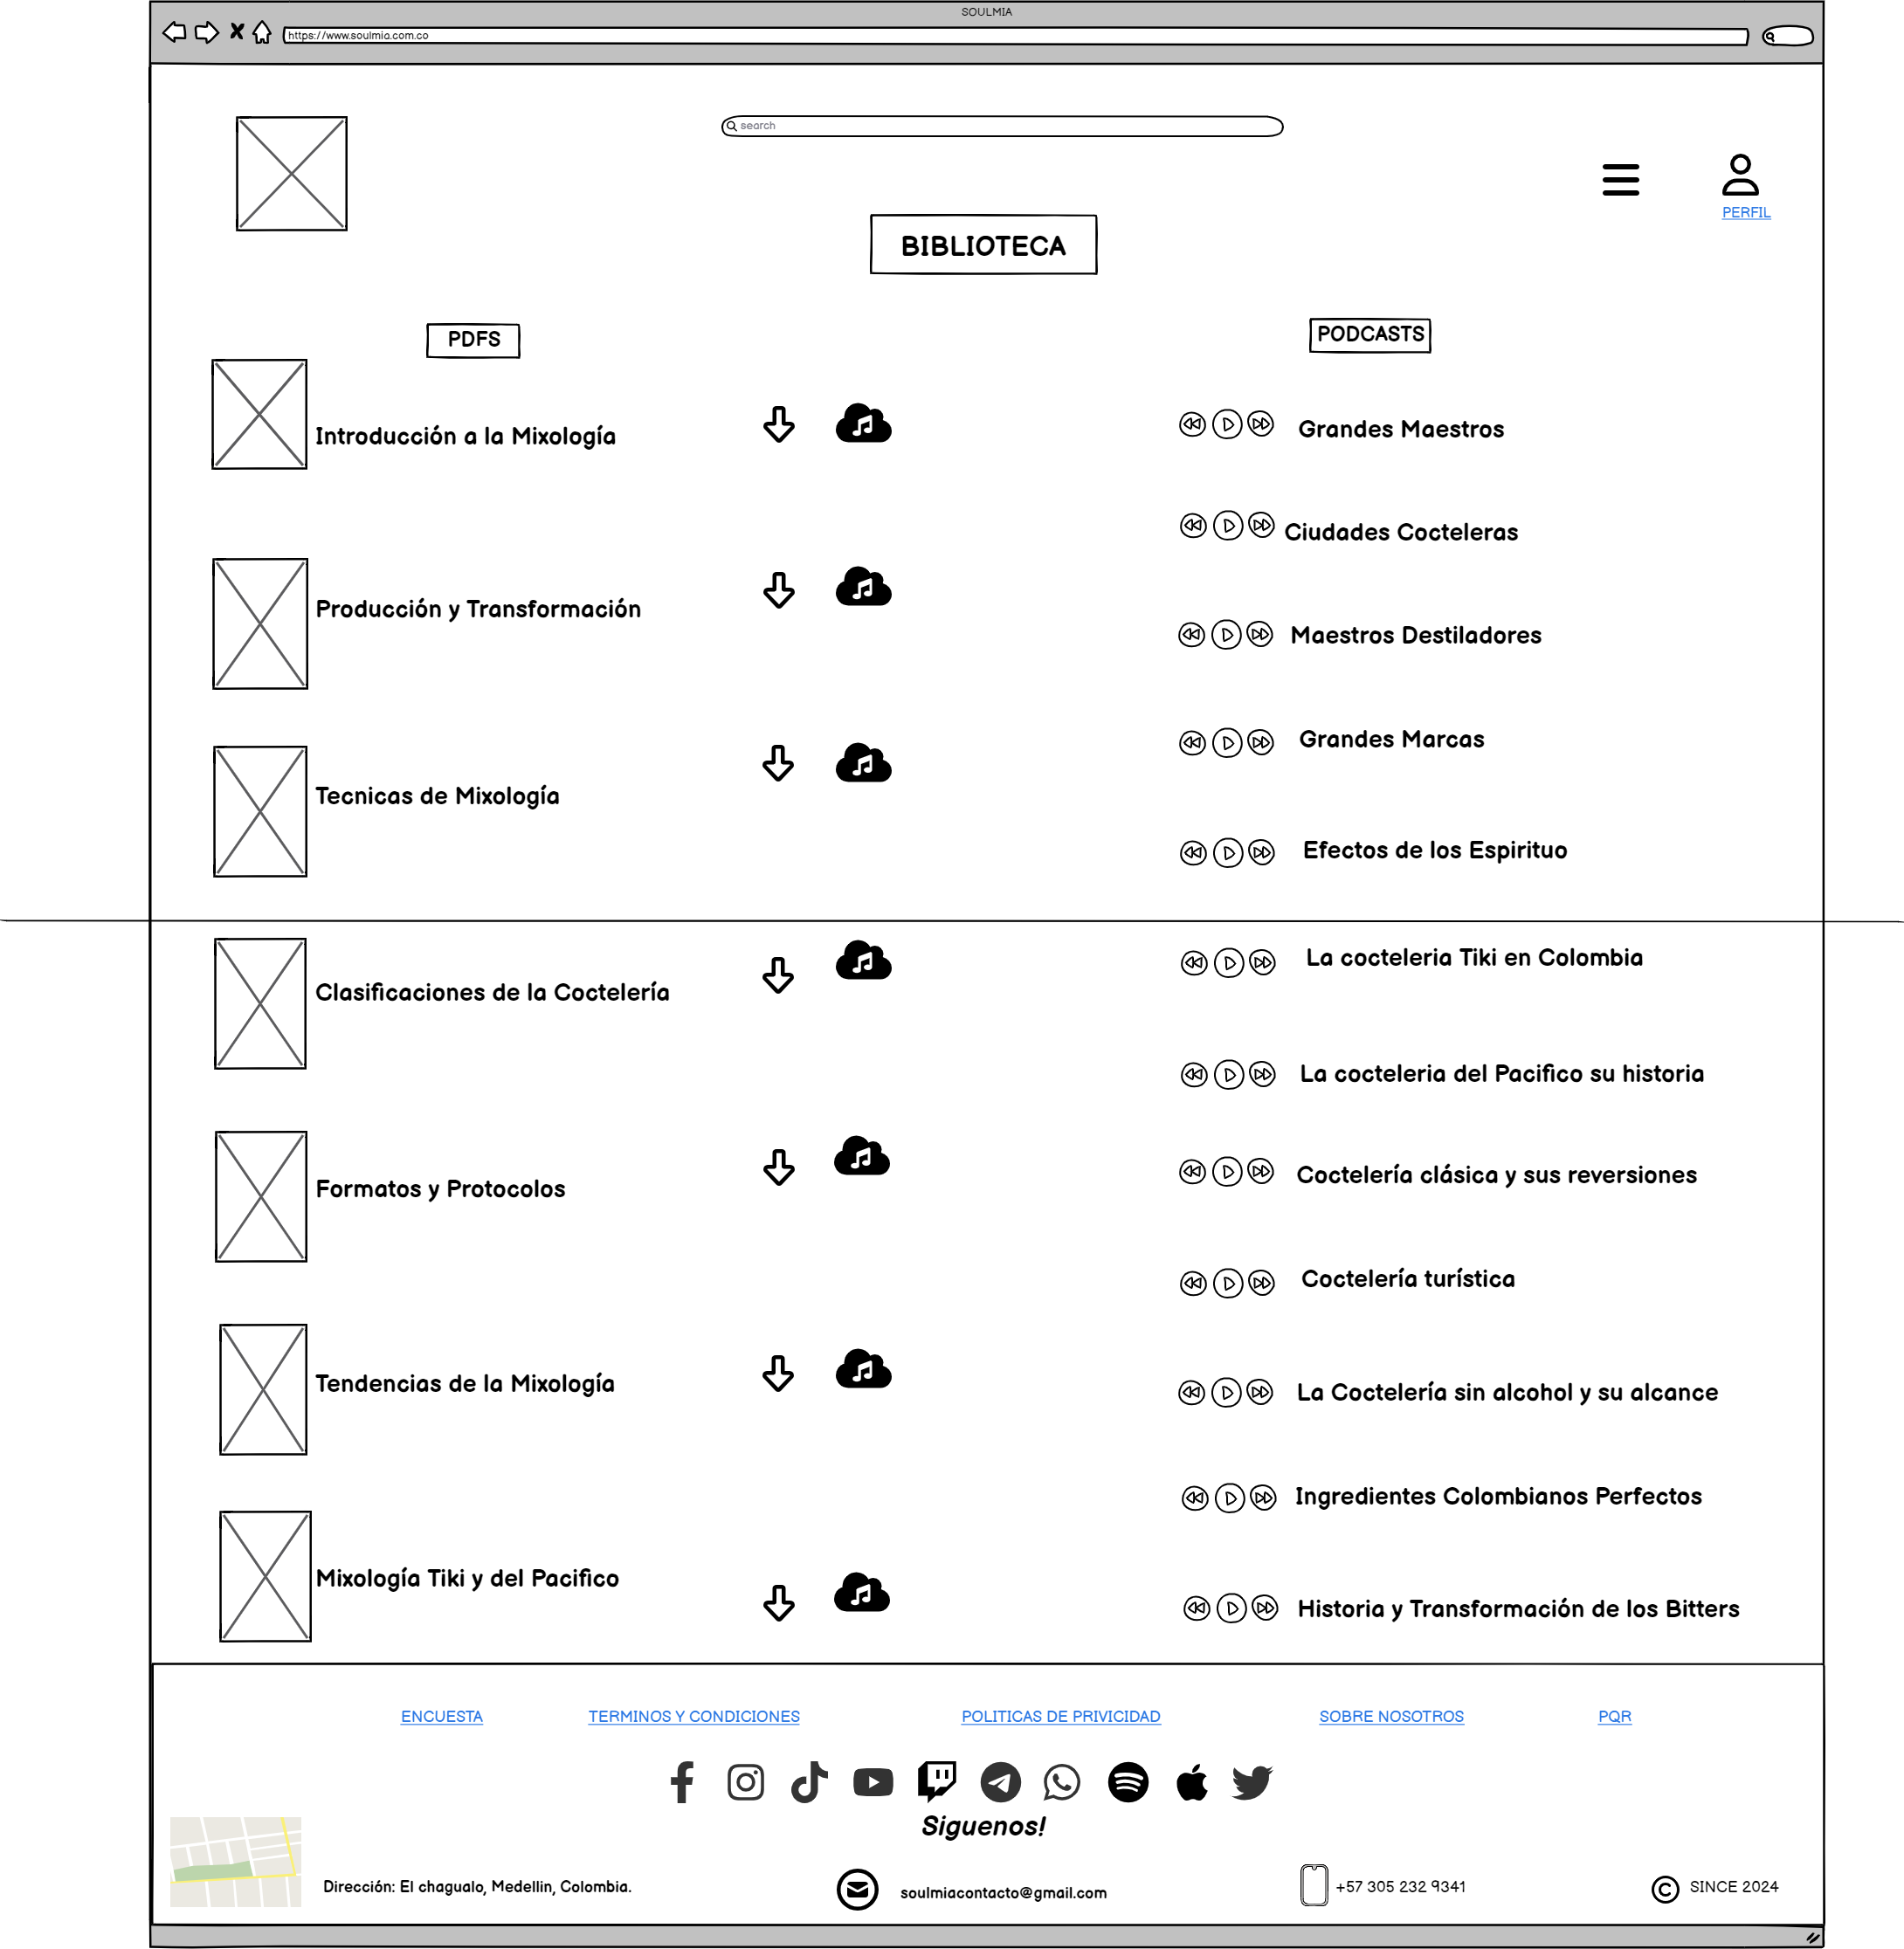 SOULMIA
https://www.soulmia.com.co
search
PERFIL
BIBLIOTECA
PDFS
Introducción a la Mixología
Producción y Transformación
Tecnicas de Mixología
Clasificaciones de la Coctelería
Formatos y Protocolos
Tendencias de la Mixología
Mixología Tiki y del Pacifico
PODCASTS
Grandes Maestros
Ciudades Cocteleras
Maestros Destiladores
Grandes Marcas
Efectos de los Espirituo
La cocteleria Tiki en Colombia
La cocteleria del Pacifico su historia
Coctelería clásica y sus reversiones
Coctelería turística
La Coctelería sin alcohol y su alcance
Ingredientes Colombianos Perfectos
Historia y Transformación de los Bitters
ENCUESTA
TERMINOS Y CONDICIONES
POLITICAS DE PRIVICIDAD
SOBRE NOSOTROS
PQR
Siguenos!
Dirección: El chagualo, Medellin, Colombia.
soulmiacontacto@gmail.com
+57 305 232 9341
© SINCE 2024